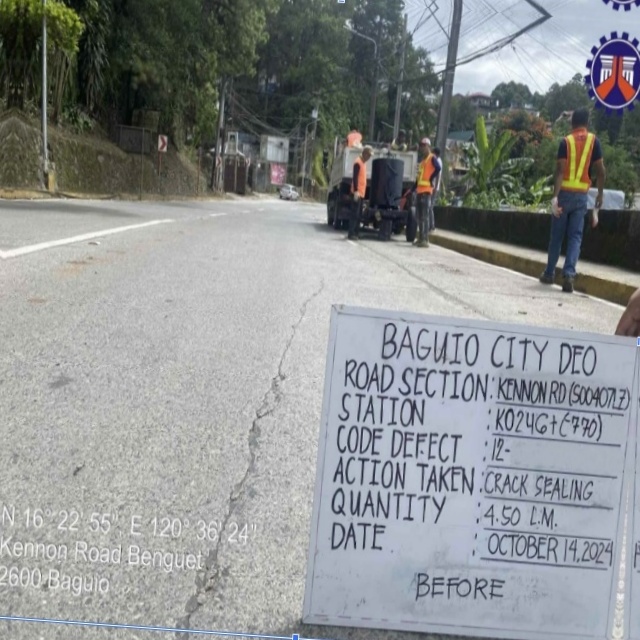 BAGUIO CITY DEO
ROAD SECTION: KENNON RD (S00407LZ)
STATION : K0246+(-770)
CODE DEFECT : 12-
ACTION TAKEN : CRACK SEALING
QUANTITY : 4.50 L.M.
DATE : OCTOBER 14, 2024
BEFORE
N 16° 22' 55" E 120° 36' 24"
Kennon Road Benguet
2600 Baguio